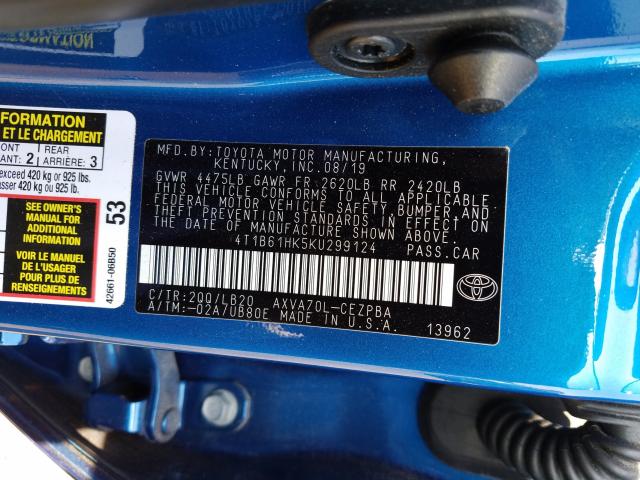 FORMATION
ET LE CHARGEMENT
ANT: 2 REAR ARRIÈRE: 3
exceed 420 kg or 925 lbs.
asser 420 kg ou 925 lb.
SEE OWNER'S
MANUAL FOR
ADDITIONAL
INFORMATION
VOIR LE MANUEL
DE L'USAGER
POUR PLUS DE
RENSEIGNEMENTS
53
42661-06B50
MFD.BY:TOYOTA MOTOR MANUFACTURING,
KENTUCKY, INC. 08/19
GVWR 4475LB GAWR FR 2620LB RR 2420LB
THIS VEHICLE CONFORMS TO ALL APPLICABLE
FEDERAL MOTOR VEHICLE SAFETY, BUMPER, AND
THEFT PREVENTION STANDARDS IN EFFECT ON
THE DATE OF MANUFACTURE SHOWN ABOVE.
4T1B61HK5KU299124 PASS.CAR
C/TR:2QQ/LB20 AXVA70L-CEZPBA
A/TM:-02A/UB80E MADE IN U.S.A. 13962